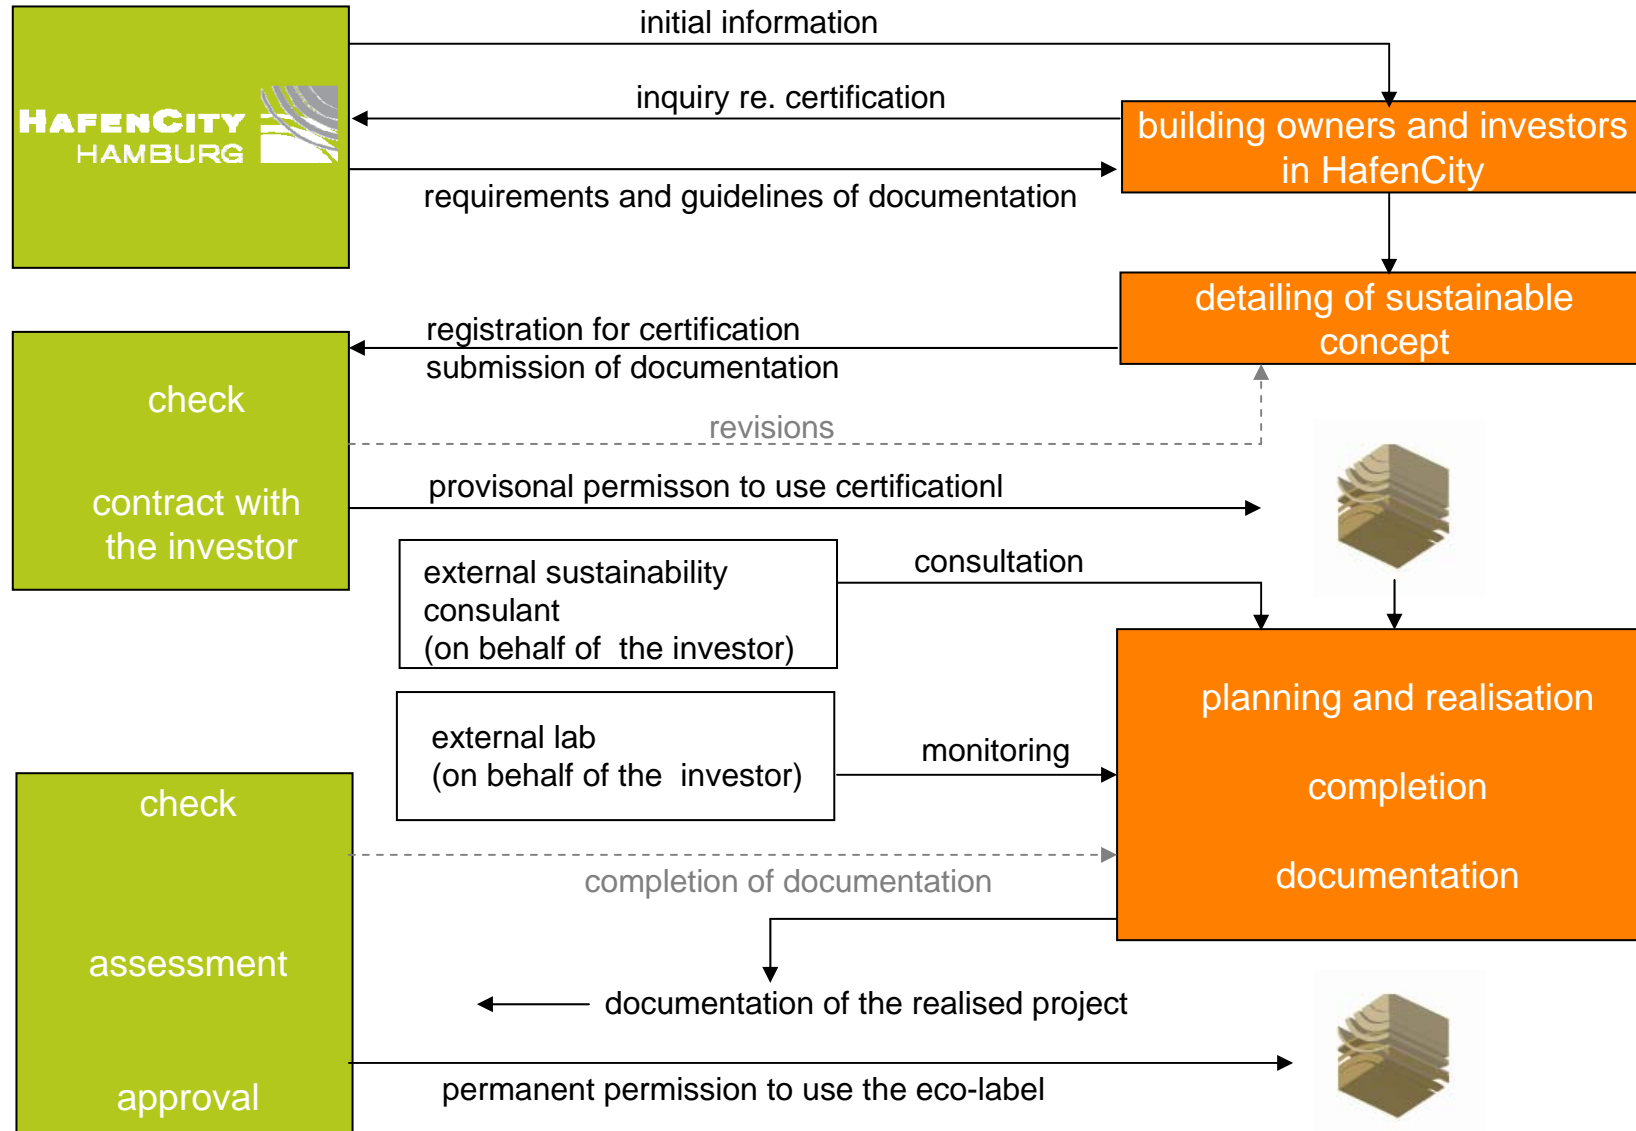 initial information
HAFENCITY
HAMBURG
inquiry re. certification
building owners and investors
in HafenCity
requirements and guidelines of documentation
detailing of sustainable
concept
registration for certification
submission of documentation
check
revisions
contract with
the investor
provisonal permisson to use certificationl
external sustainability
consulant
(on behalf of the investor)
consultation
external lab
(on behalf of the investor)
monitoring
planning and realisation
completion
documentation
check
completion of documentation
assessment
documentation of the realised project
approval
permanent permission to use the eco-label